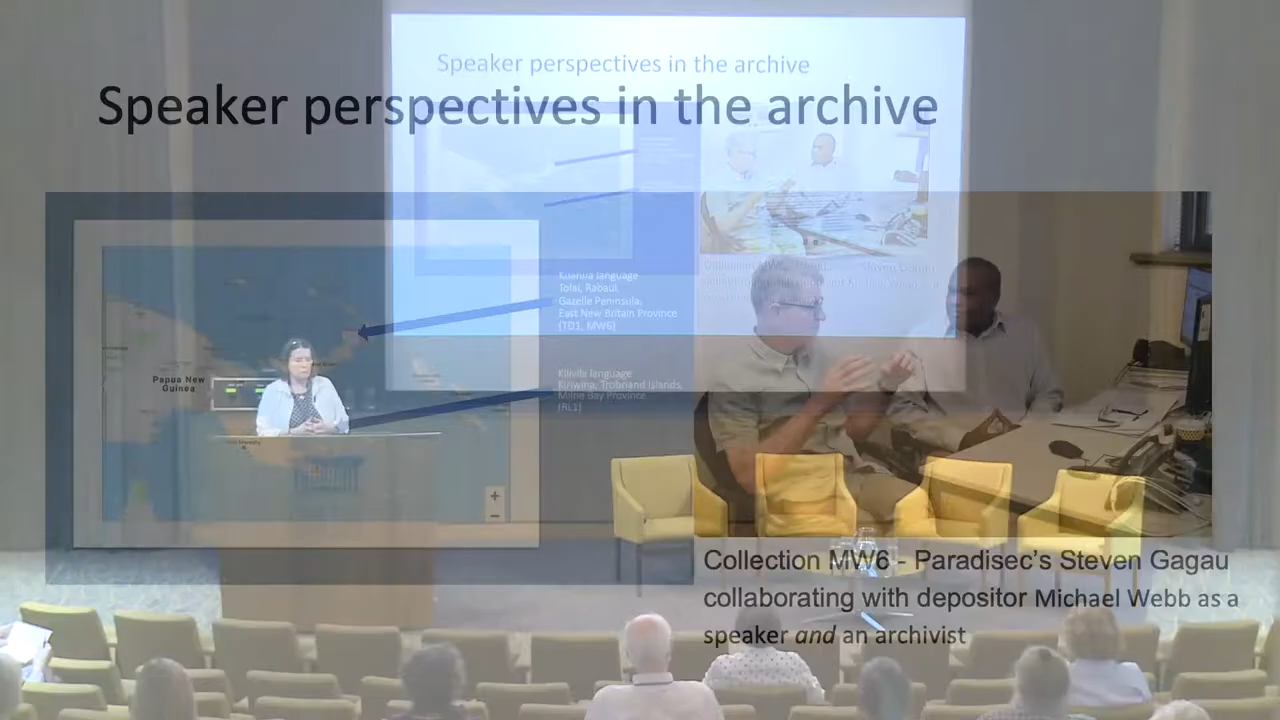 Speaker perspectives in the archive
Speaker perspectives in the archive
Kuanua language
Tolai, Rabaul,
Gazelle Peninsula,
East New Britain Province
(TD1, MW6)
Papua New
Guinea
Kilivila language
Kiriwina, Trobriand Islands,
Milne Bay Province
(RL1)
+
−
Collection MW6 - Paradisec’s Steven Gagau
collaborating with depositor Michael Webb as a
speaker and an archivist